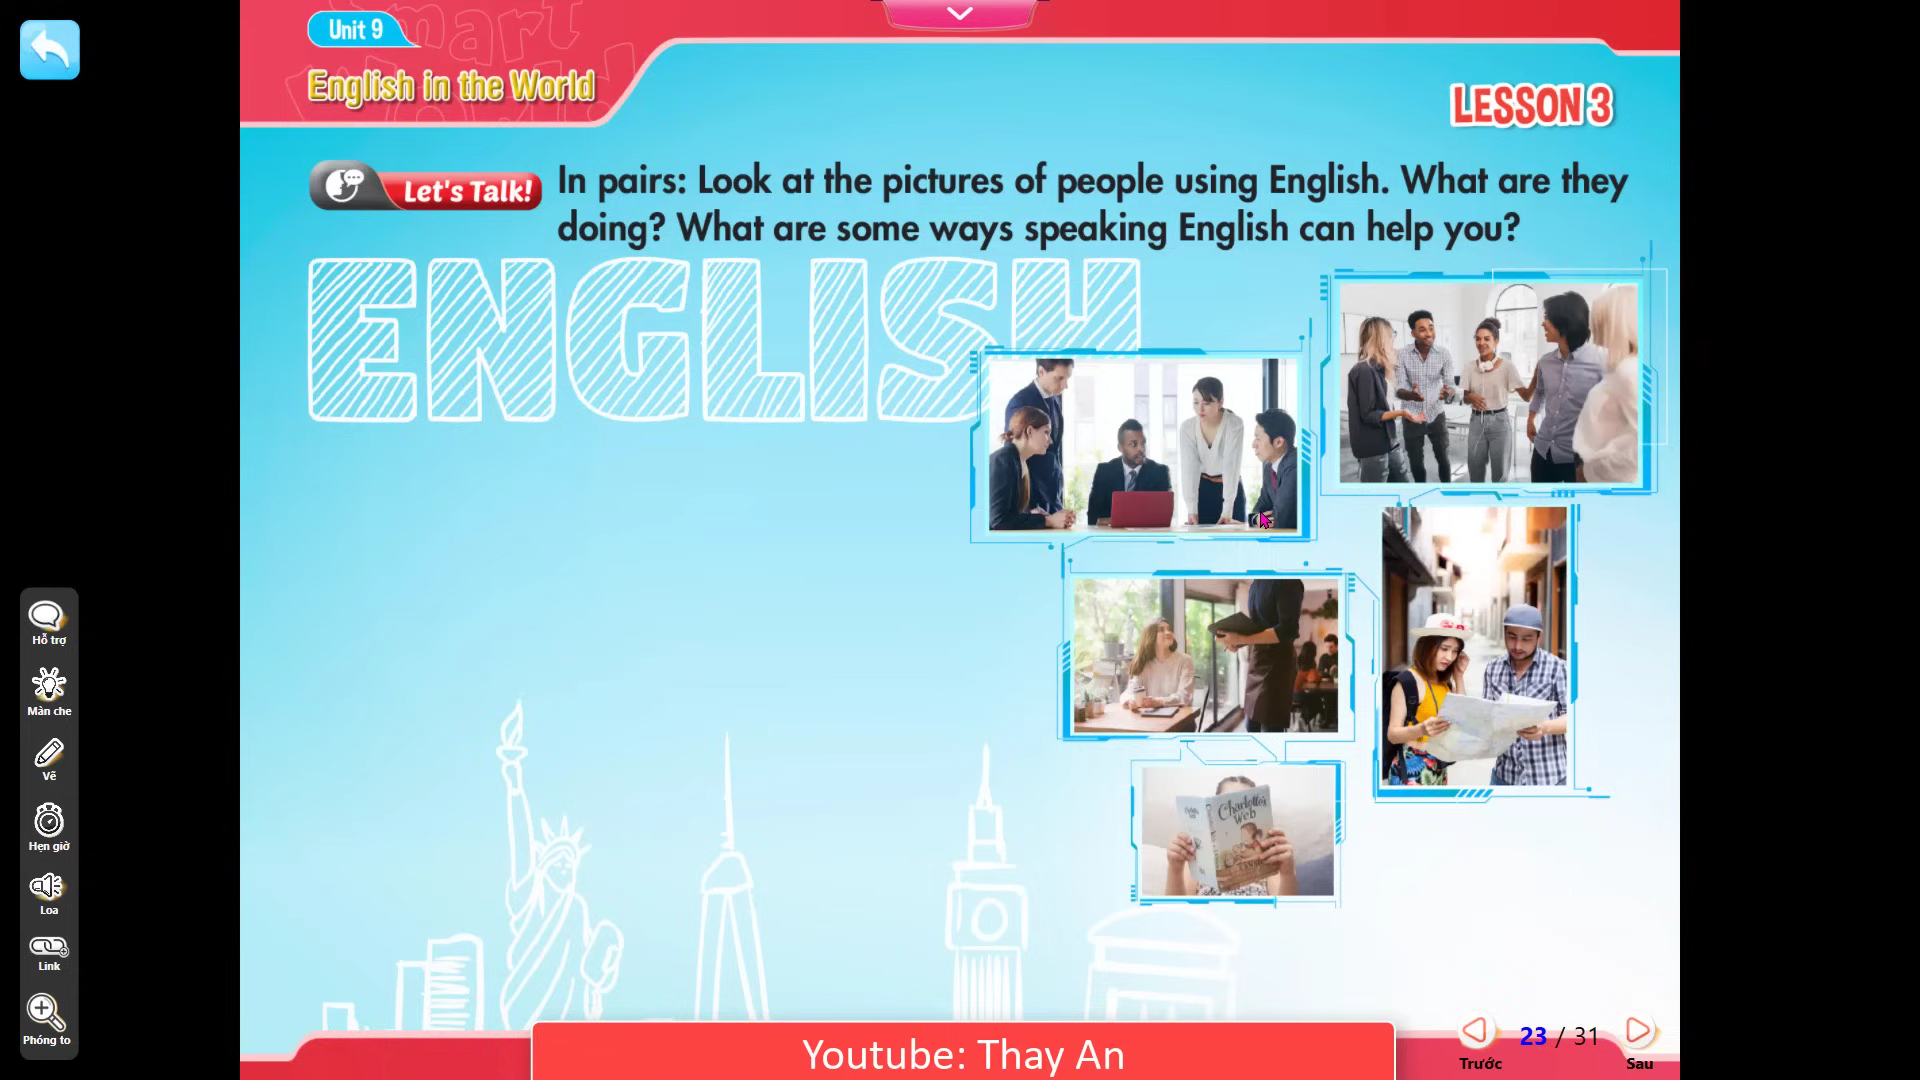 Unit 9
English in the World
LESSON 3
Let's Talk!
In pairs: Look at the pictures of people using English. What are they
doing? What are some ways speaking English can help you?
ENGLISH
Charlotte's
Web
Hỗ trợ
Màn che
Vẽ
Hẹn giờ
Loa
Link
Phóng to
Youtube: Thay An
23 / 31
Trước
Sau